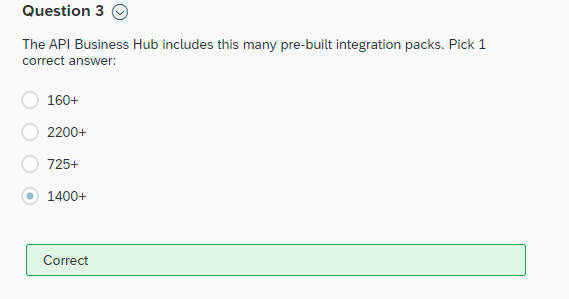 Question 3
The API Business Hub includes this many pre-built integration packs. Pick 1
correct answer:
160+
2200+
725+
1400+
Correct